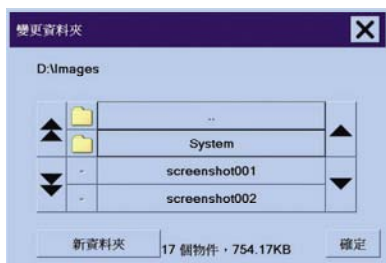 變更資料夾
D:\Images
..
System
- screenshot001
- screenshot002
新資料夾 17 個物件，754.17KB 確定